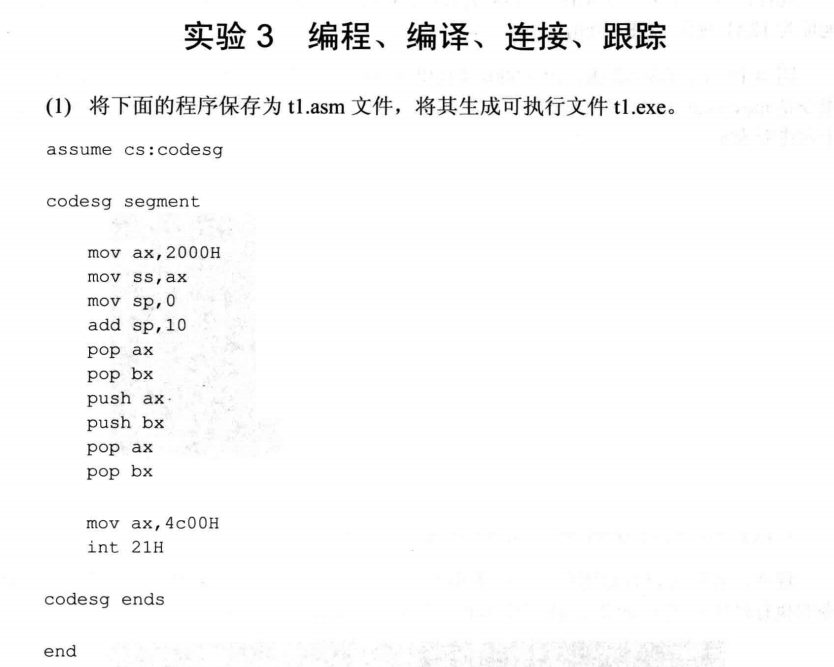 实验 3 编程、编译、连接、跟踪
(1) 将下面的程序保存为 t1.asm 文件，将其生成可执行文件 t1.exe。
assume cs:codesg
codesg segment
mov ax,2000H
mov ss,ax
mov sp,0
add sp,10
pop ax
pop bx
push ax
push bx
pop ax
pop bx
mov ax,4c00H
int 21H
codesg ends
end